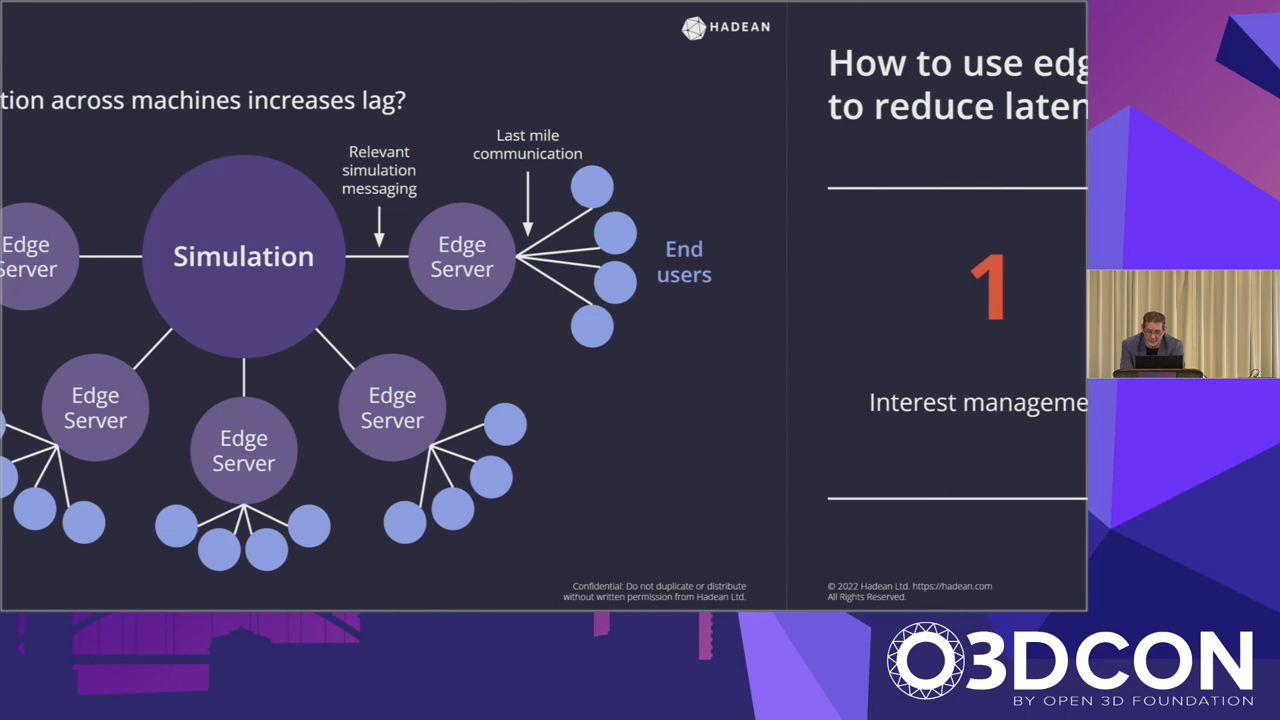 HADEAN
tion across machines increases lag?
Relevant
simulation
messaging
Last mile
communication
Edge
Server
Simulation
Edge
Server
End
users
Edge
Server
Edge
Server
Edge
Server
Confidential: Do not duplicate or distribute
without written permission from Hadean Ltd.
How to use edg
to reduce laten
1
Interest manageme
© 2022 Hadean Ltd. https://hadean.com
All Rights Reserved.
O3DCON
BY OPEN 3D FOUNDATION